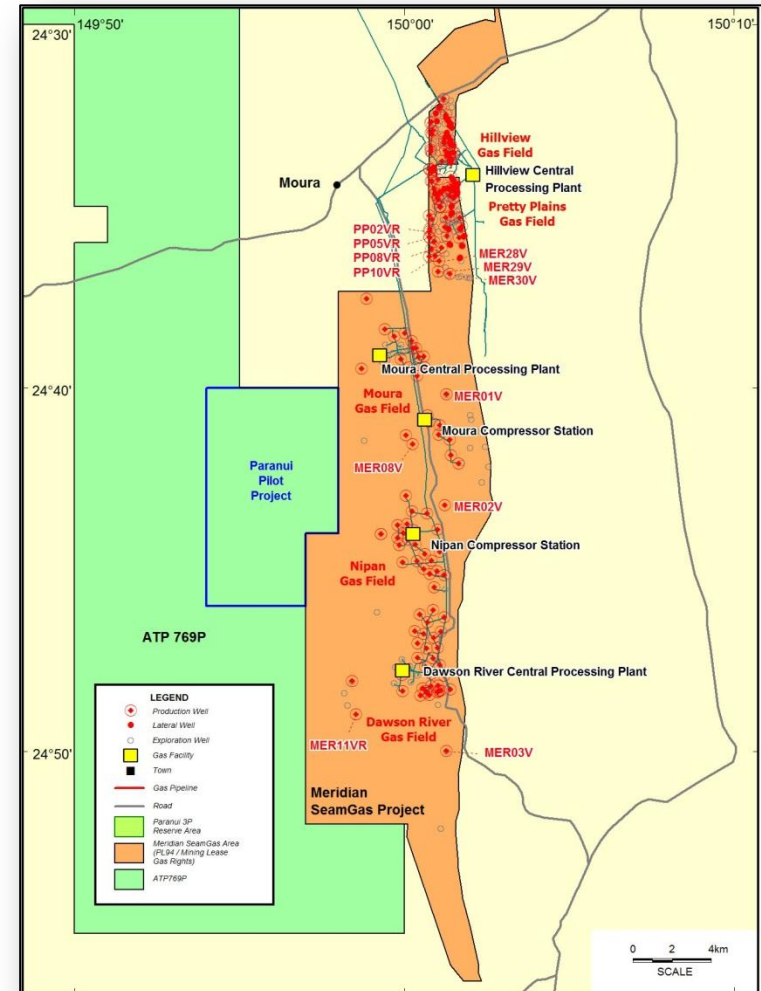 149°50'
150°00'
150°10'
24°30'
Hillview
Gas Field
Hillview Central
Processing Plant
Moura
Pretty Plains
Gas Field
PP02VR
PP05VR
PP08VR
PP10VR
MER28V
MER29V
MER30V
Moura Central Processing Plant
24°40'
Moura
Gas Field
MER01V
Moura Compressor Station
MER08V
Paranui
Pilot
Project
MER02V
Nipan Compressor Station
Nipan
Gas Field
ATP 769P
Dawson River Central Processing Plant
Dawson River
Gas Field
MER11VR
MER03V
24°50'
Meridian
SeamGas Project
LEGEND
Production Well
Lateral Well
Exploration Well
Gas Facility
Town
Gas Pipeline
Road
Paranui 3P
Reserve Area
Meridian SeamGas Area
(PL94 / Mining Lease
Gas Rights)
ATP769P
0 2 4km
SCALE